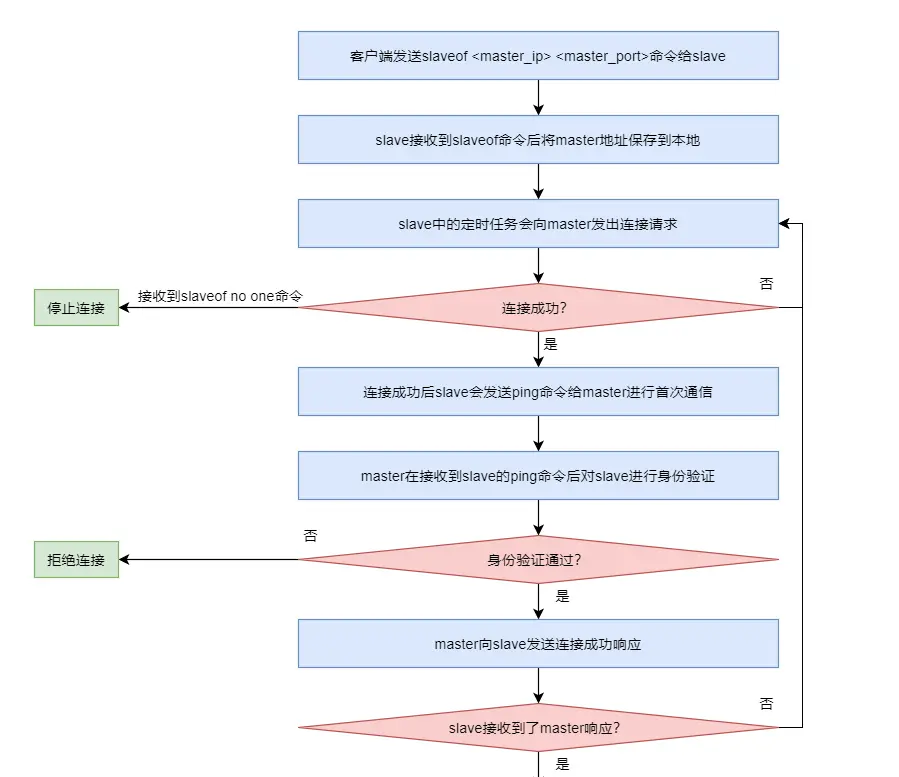 客户端发送slaveof <master_ip> <master_port>命令给slave
slave接收到slaveof命令后将master地址保存到本地
slave中的定时任务会向master发出连接请求
否
接收到slaveof no one命令
停止连接
连接成功?
是
连接成功后slave会发送ping命令给master进行首次通信
master在接收到slave的ping命令后对slave进行身份验证
否
拒绝连接
身份验证通过?
是
master向slave发送连接成功响应
否
slave接收到了master响应?
是